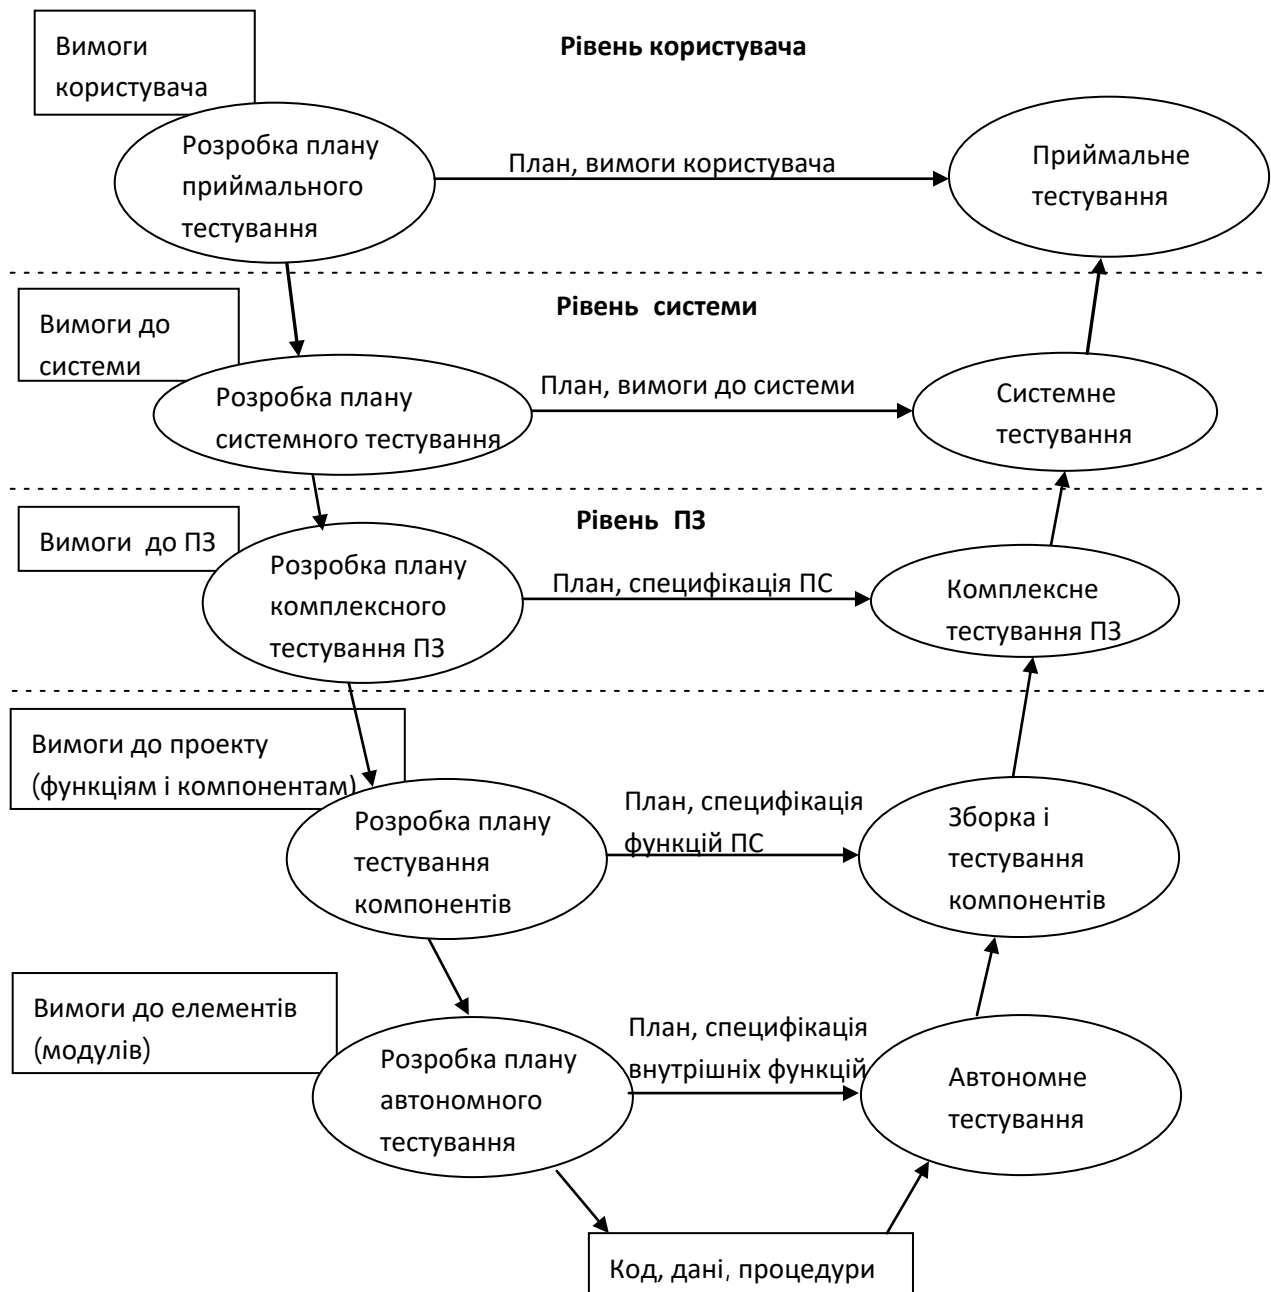 Вимоги
користувача
Рівень користувача
Розробка плану
приймального
тестування
План, вимоги користувача
Приймальне
тестування
Вимоги до
системи
Рівень  системи
Розробка плану
системного тестування
План, вимоги до системи
Системне
тестування
Вимоги  до ПЗ
Рівень  ПЗ
Розробка плану
комплексного
тестування ПЗ
План, специфікація ПС
Комплексне
тестування ПЗ
Вимоги до проекту
(функціям і компонентам)
Розробка плану
тестування
компонентів
План, специфікація
функцій ПС
Зборка і
тестування
компонентів
Вимоги до елементів
(модулів)
Розробка плану
автономного
тестування
План, специфікація
внутрішніх функцій
Автономне
тестування
Код, дані, процедури